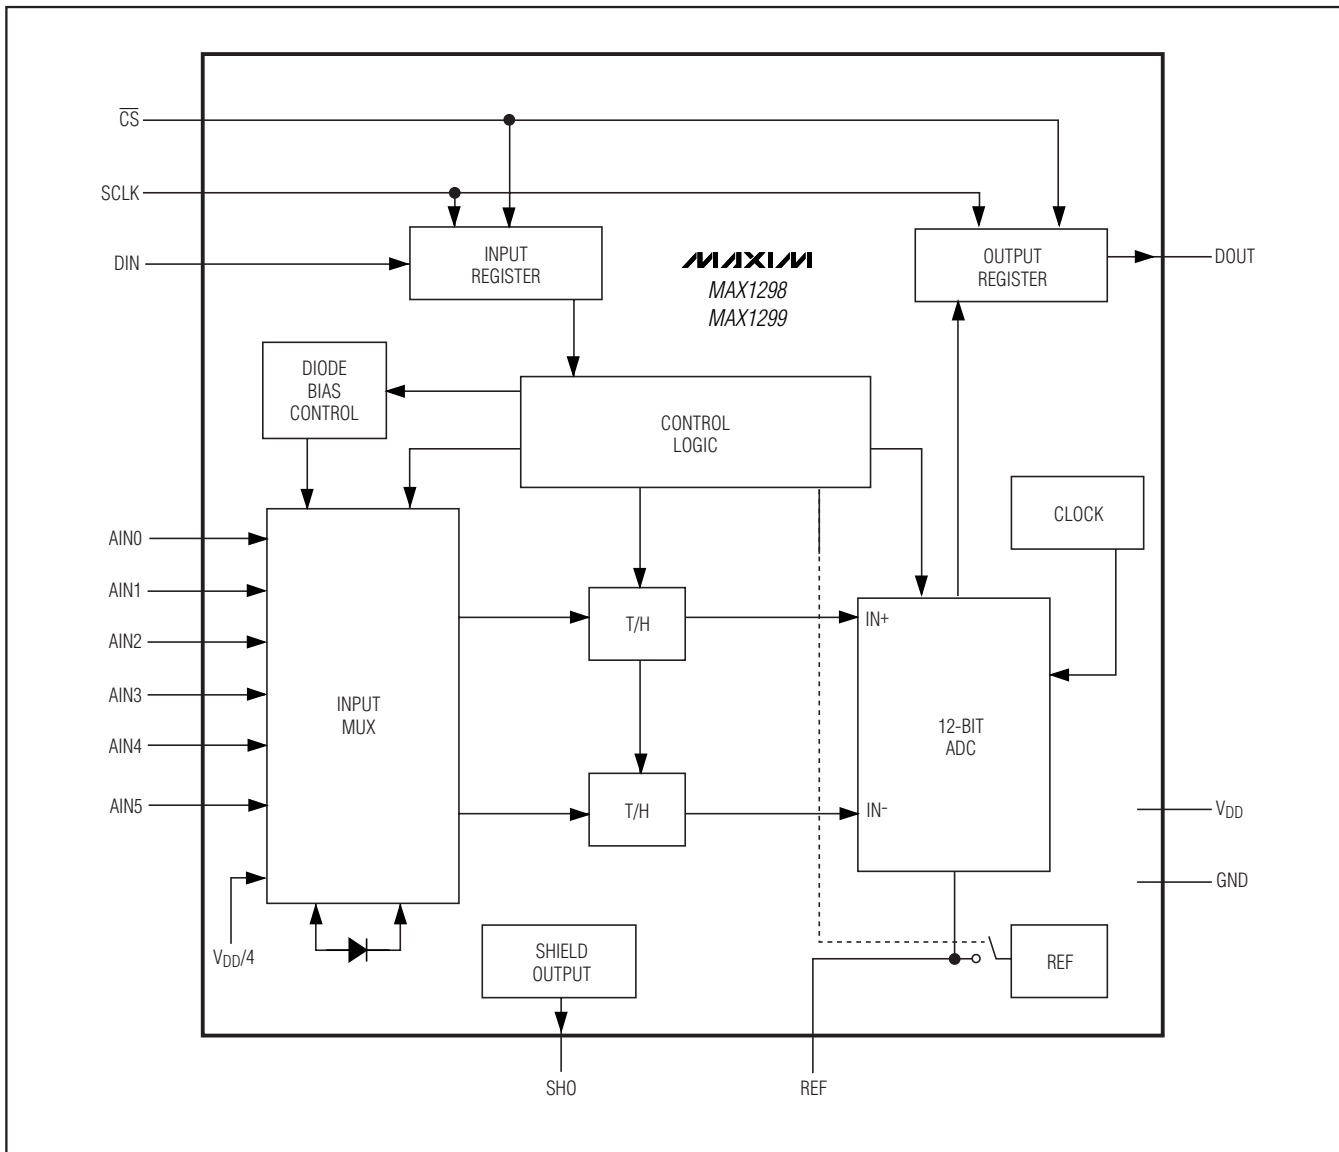 CS
SCLK
DIN
INPUT
REGISTER
MAXIM
MAX1298
MAX1299
OUTPUT
REGISTER
DOUT
DIODE
BIAS
CONTROL
CONTROL
LOGIC
CLOCK
AIN0
AIN1
AIN2
AIN3
AIN4
AIN5
VDD/4
INPUT
MUX
T/H
T/H
IN+
12-BIT
ADC
IN-
VDD
GND
SHIELD
OUTPUT
REF
SHO
REF